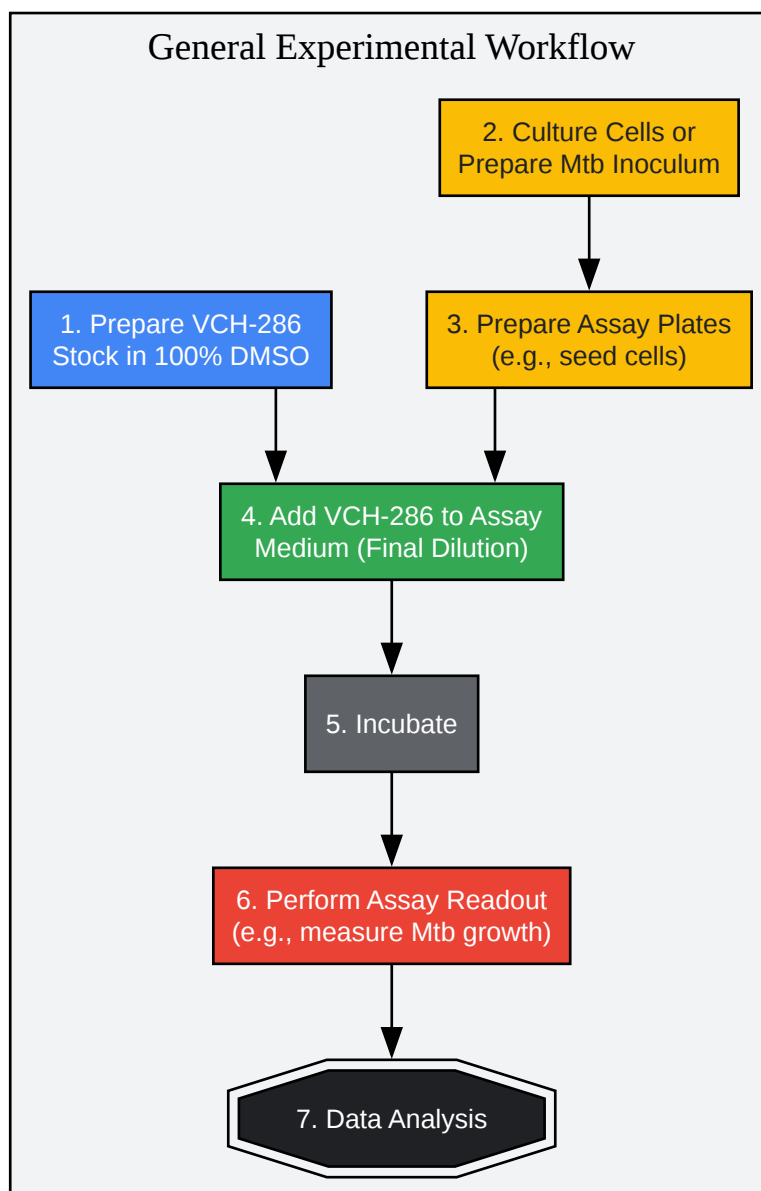 General Experimental Workflow
2. Culture Cells or
Prepare Mtb Inoculum
1. Prepare VCH-286
Stock in 100% DMSO
3. Prepare Assay Plates
(e.g., seed cells)
4. Add VCH-286 to Assay
Medium (Final Dilution)
5. Incubate
6. Perform Assay Readout
(e.g., measure Mtb growth)
7. Data Analysis